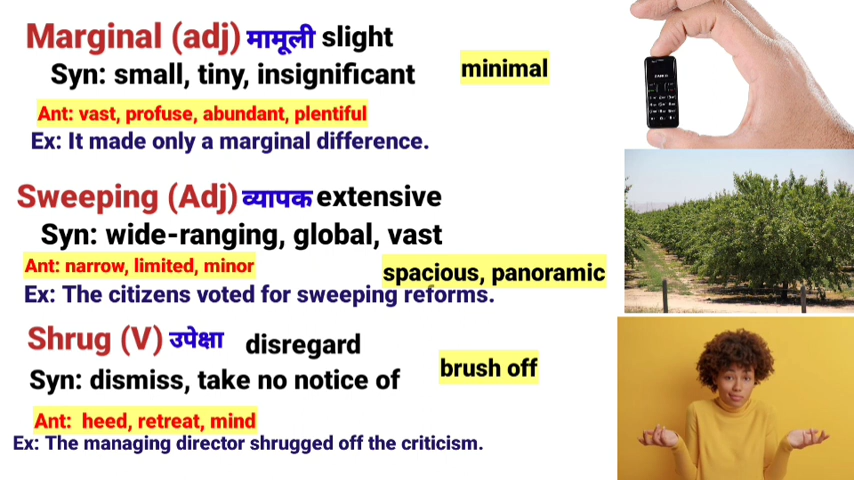 Marginal (adj) मामूली slight
Syn: small, tiny, insignificant
minimal
Ant: vast, profuse, abundant, plentiful
Ex: It made only a marginal difference.
Sweeping (Adj) व्यापक extensive
Syn: wide-ranging, global, vast
Ant: narrow, limited, minor
spacious, panoramic
Ex: The citizens voted for sweeping reforms.
Shrug (V) उपेक्षा disregard
Syn: dismiss, take no notice of
brush off
Ant: heed, retreat, mind
Ex: The managing director shrugged off the criticism.